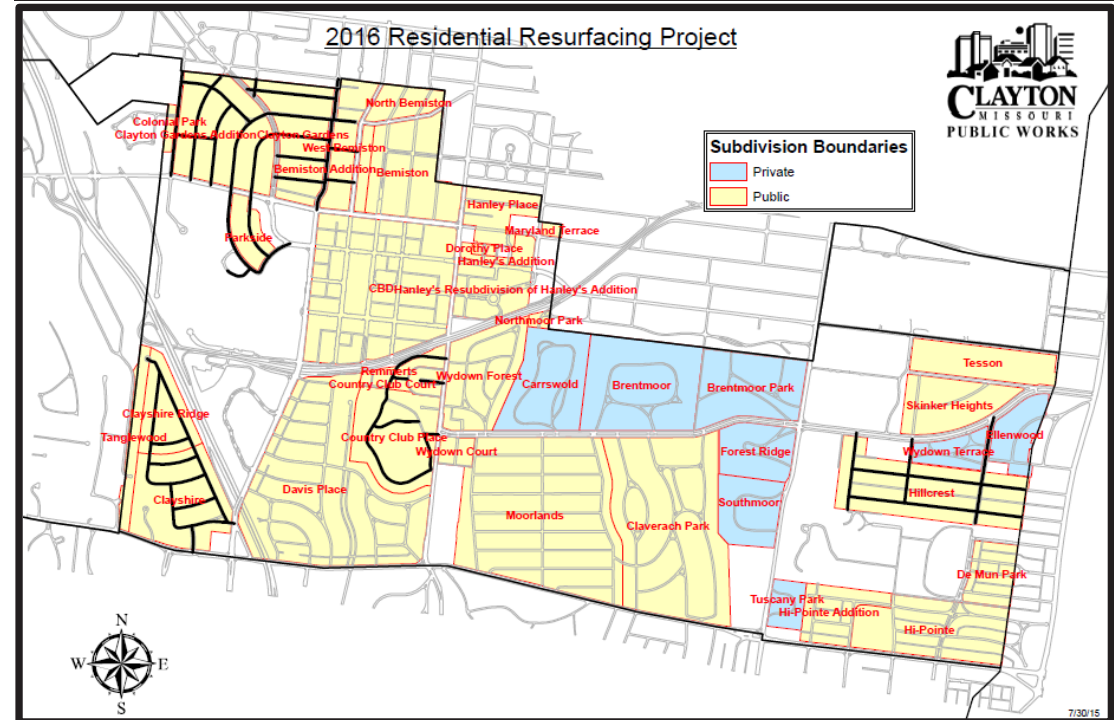 2016 Residential Resurfacing Project
CLAYTON
MISSOURI
PUBLIC WORKS
Subdivision Boundaries
Private
Public
North Bemiston
Colonial Park
Clayton Gardens Addition
Clayton Gardens
West Bemiston
Bemiston Addition
Bemiston
Hanley Place
Maryland Terrace
Parkside
Dorothy Place
Hanley's Addition
CBD
Hanley's Resubdivision of Hanley's Addition
Northmoor Park
Tesson
Remmerts
Country Club Court
Wydown Forest
Carrswold
Brentmoor
Brentmoor Park
Skinker Heights
Clayshire Ridge
Tanglewood
Country Club Place
Wydown Court
Forest Ridge
Ellenwood
Wydown Terrace
Clayshire
Davis Place
Moorlands
Claverach Park
Southmoor
Hillcrest
De Mun Park
Tuscany Park
Hi-Pointe Addition
Hi-Pointe
N
W
E
S
7/30/15